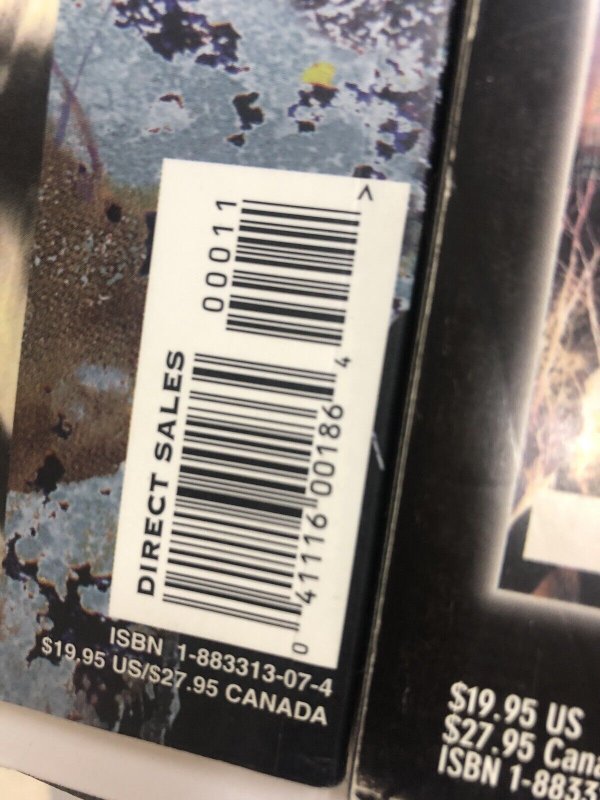 DIRECT SALES
00011
>
0 41116 00186 4
ISBN 1-883313-07-4
$19.95 US/$27.95 CANADA
$19.95 US
$27.95 Cana
ISBN 1-8833